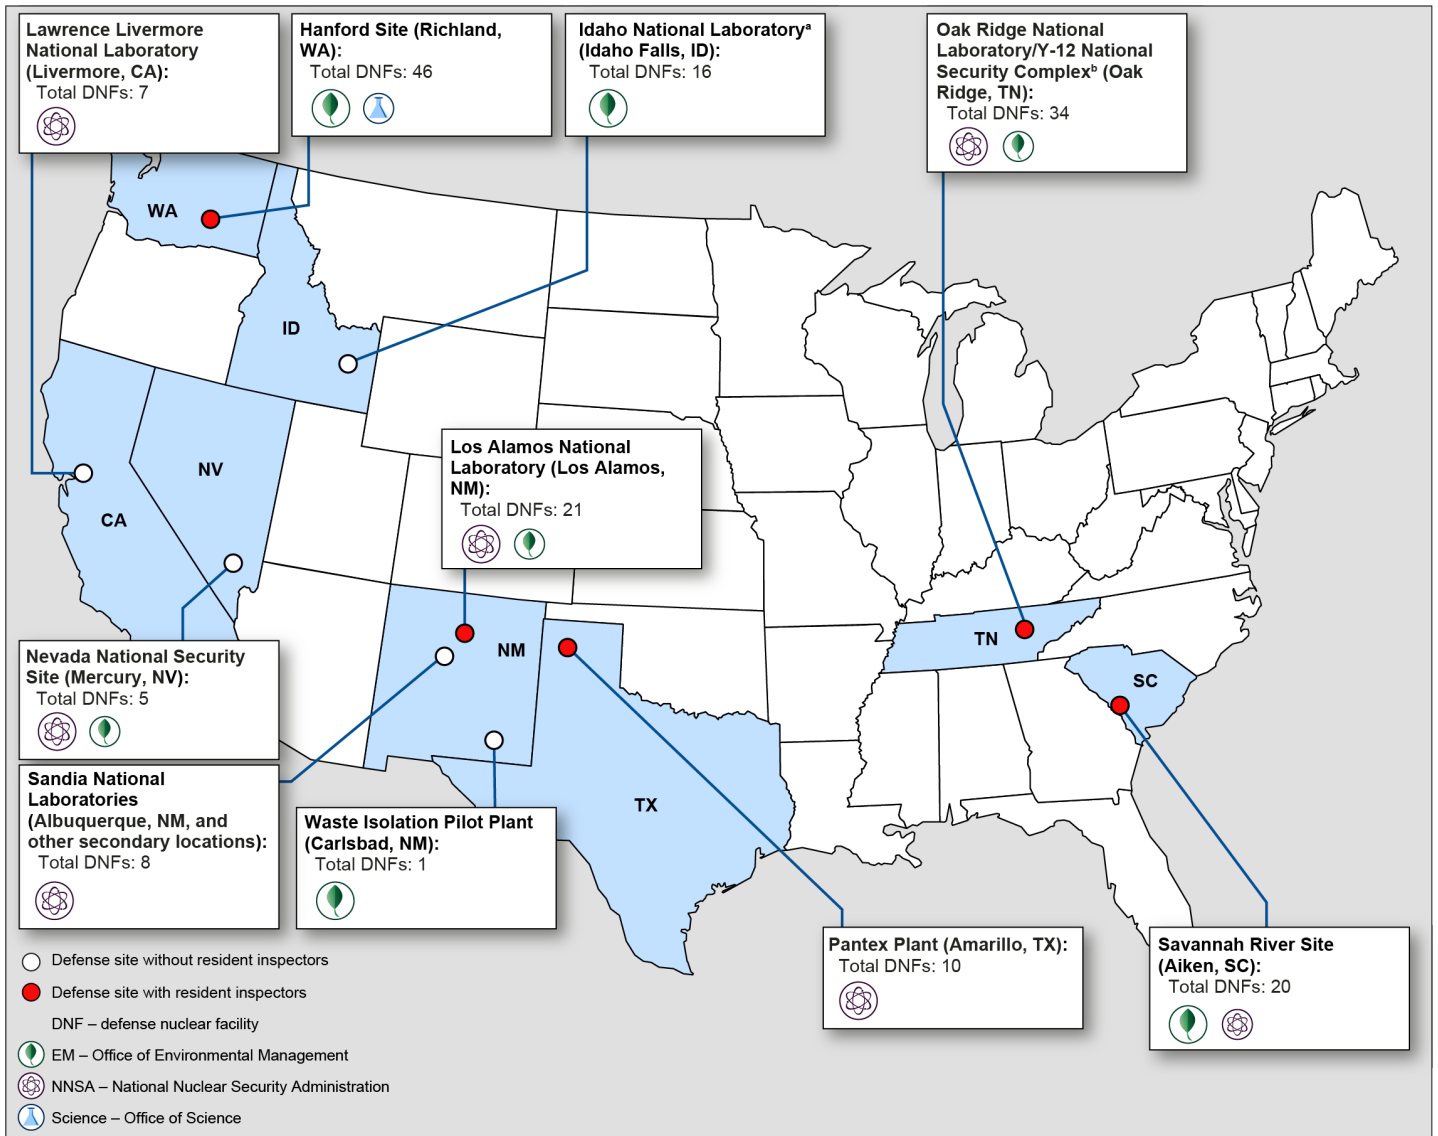 Lawrence Livermore
National Laboratory
(Livermore, CA):
Total DNFs: 7
Hanford Site (Richland,
WA):
Total DNFs: 46
Idaho National Laboratoryᵃ
(Idaho Falls, ID):
Total DNFs: 16
Oak Ridge National
Laboratory/Y-12 National
Security Complexᵇ (Oak
Ridge, TN):
Total DNFs: 34
WA
ID
NV
CA
Los Alamos National
Laboratory (Los Alamos,
NM):
Total DNFs: 21
NM
TN
SC
TX
Nevada National Security
Site (Mercury, NV):
Total DNFs: 5
Sandia National
Laboratories
(Albuquerque, NM, and
other secondary locations):
Total DNFs: 8
Waste Isolation Pilot Plant
(Carlsbad, NM):
Total DNFs: 1
Pantex Plant (Amarillo, TX):
Total DNFs: 10
Savannah River Site
(Aiken, SC):
Total DNFs: 20
Defense site without resident inspectors
Defense site with resident inspectors
DNF – defense nuclear facility
EM – Office of Environmental Management
NNSA – National Nuclear Security Administration
Science – Office of Science